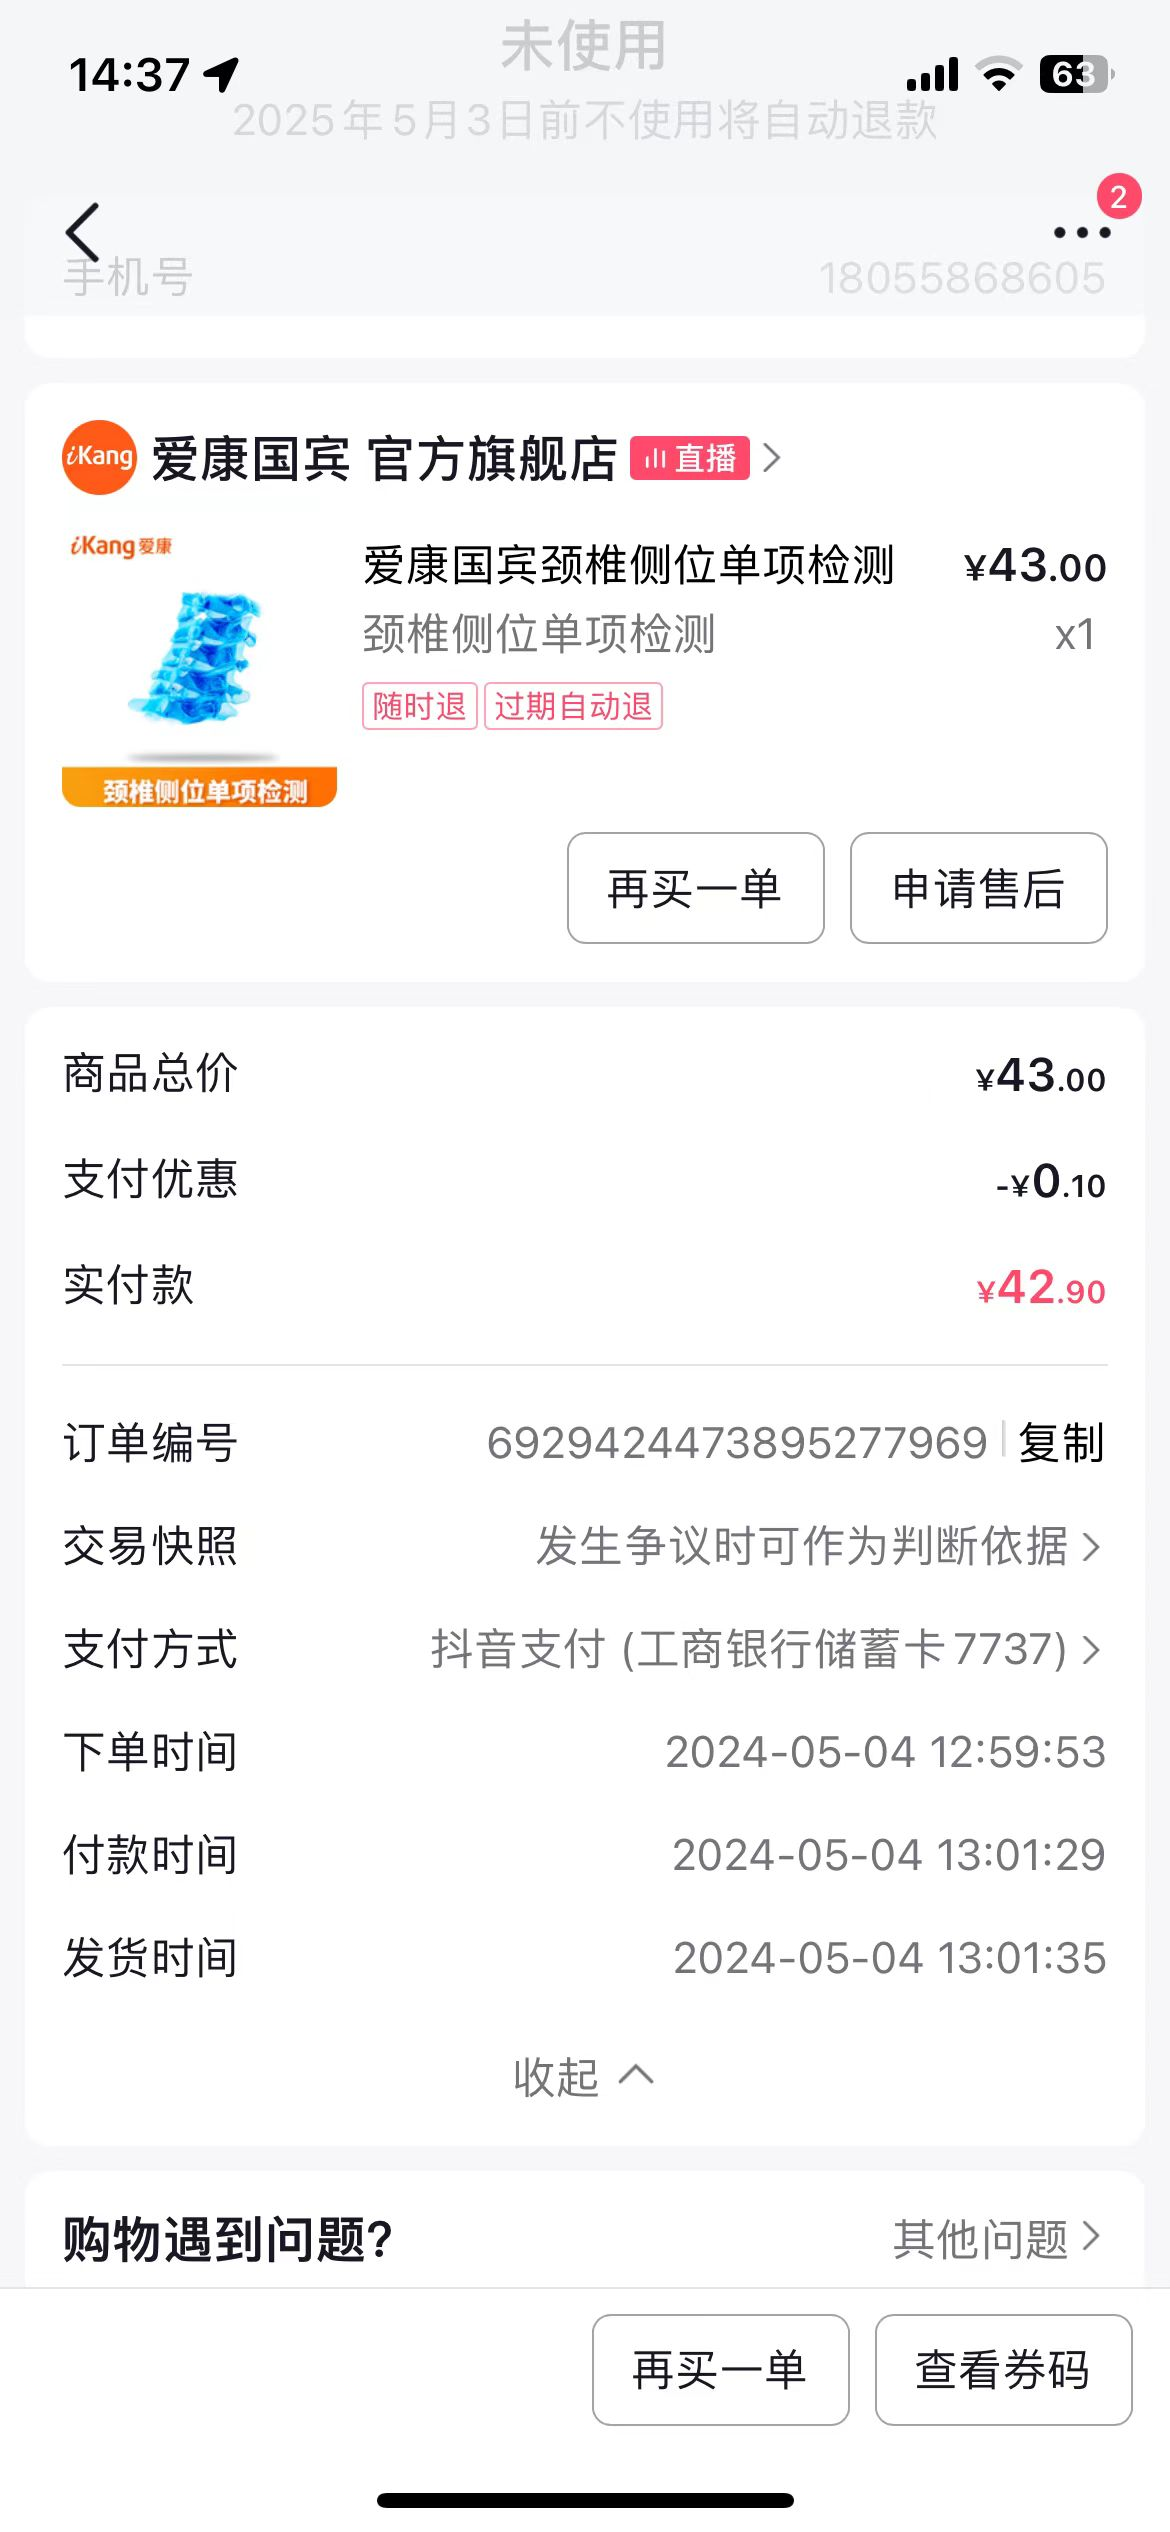 未使用
14:37
63
2025年5月3日前不使用将自动退款
2
手机号 18055868605
iKang 爱康国宾 官方旗舰店 直播
iKang 爱康
爱康国宾颈椎侧位单项检测 ¥43.00
颈椎侧位单项检测 x1
随时退 过期自动退
颈椎侧位单项检测
再买一单 申请售后
商品总价 ¥43.00
支付优惠 -¥0.10
实付款 ¥42.90
订单编号 6929424473895277969 复制
交易快照 发生争议时可作为判断依据
支付方式 抖音支付 (工商银行储蓄卡7737)
下单时间 2024-05-04 12:59:53
付款时间 2024-05-04 13:01:29
发货时间 2024-05-04 13:01:35
收起
购物遇到问题? 其他问题
再买一单 查看券码